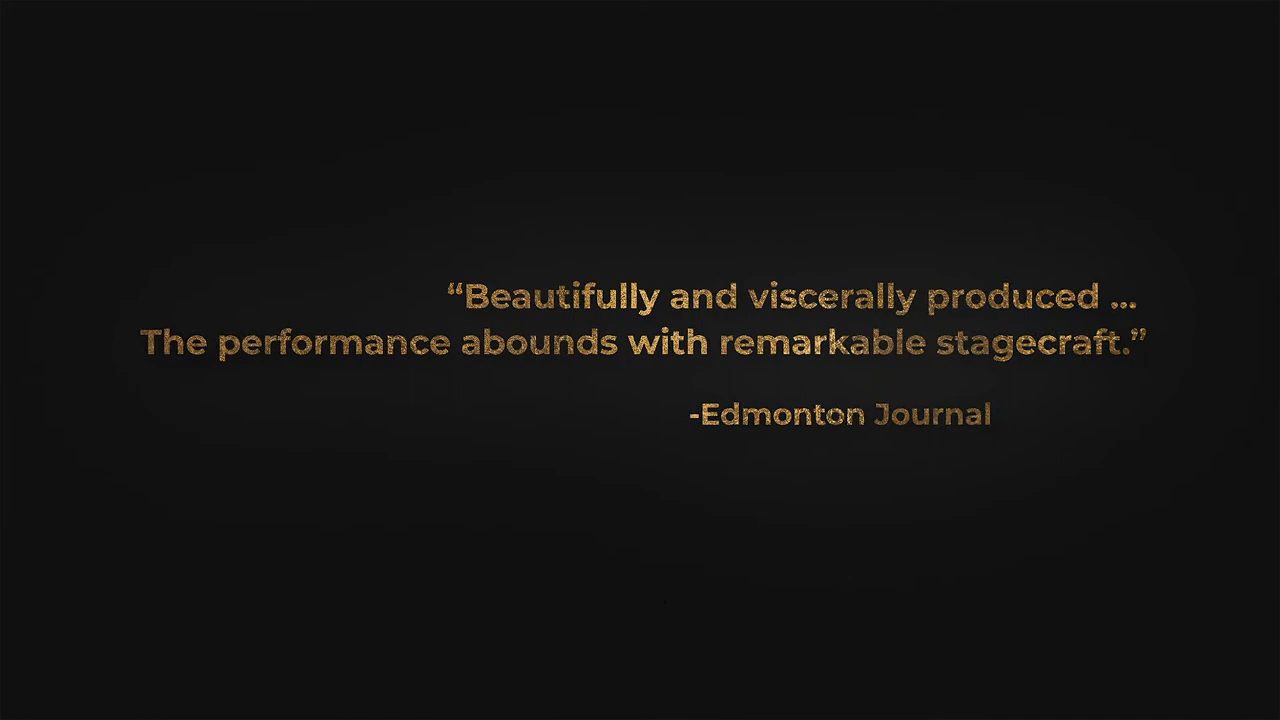 “Beautifully and viscerally produced ...
The performance abounds with remarkable stagecraft.”
-Edmonton Journal